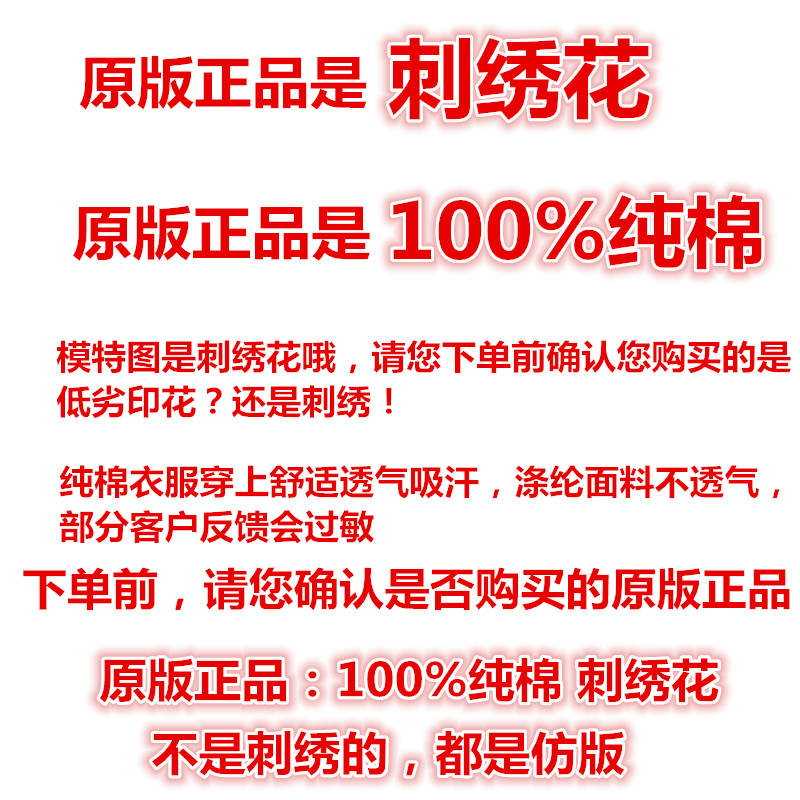 原版正品是 刺绣花
原版正品是 100%纯棉
模特图是刺绣花哦，请您下单前确认您购买的是
低劣印花？还是刺绣！
纯棉衣服穿上舒适透气吸汗，涤纶面料不透气，
部分客户反馈会过敏
下单前，请您确认是否购买的原版正品
原版正品：100%纯棉 刺绣花
不是刺绣的，都是仿版